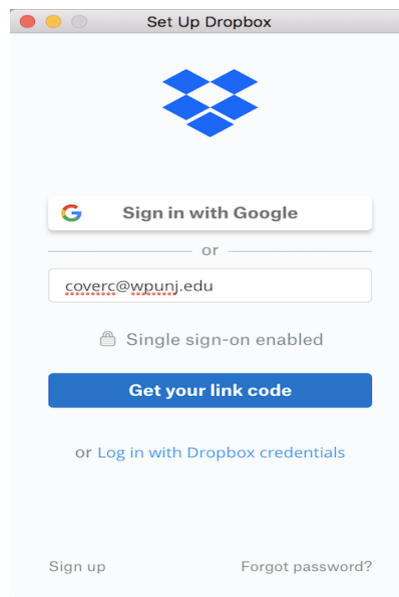 Set Up Dropbox
Sign in with Google
or
coverc@wpunj.edu
Single sign-on enabled
Get your link code
or Log in with Dropbox credentials
Sign up Forgot password?